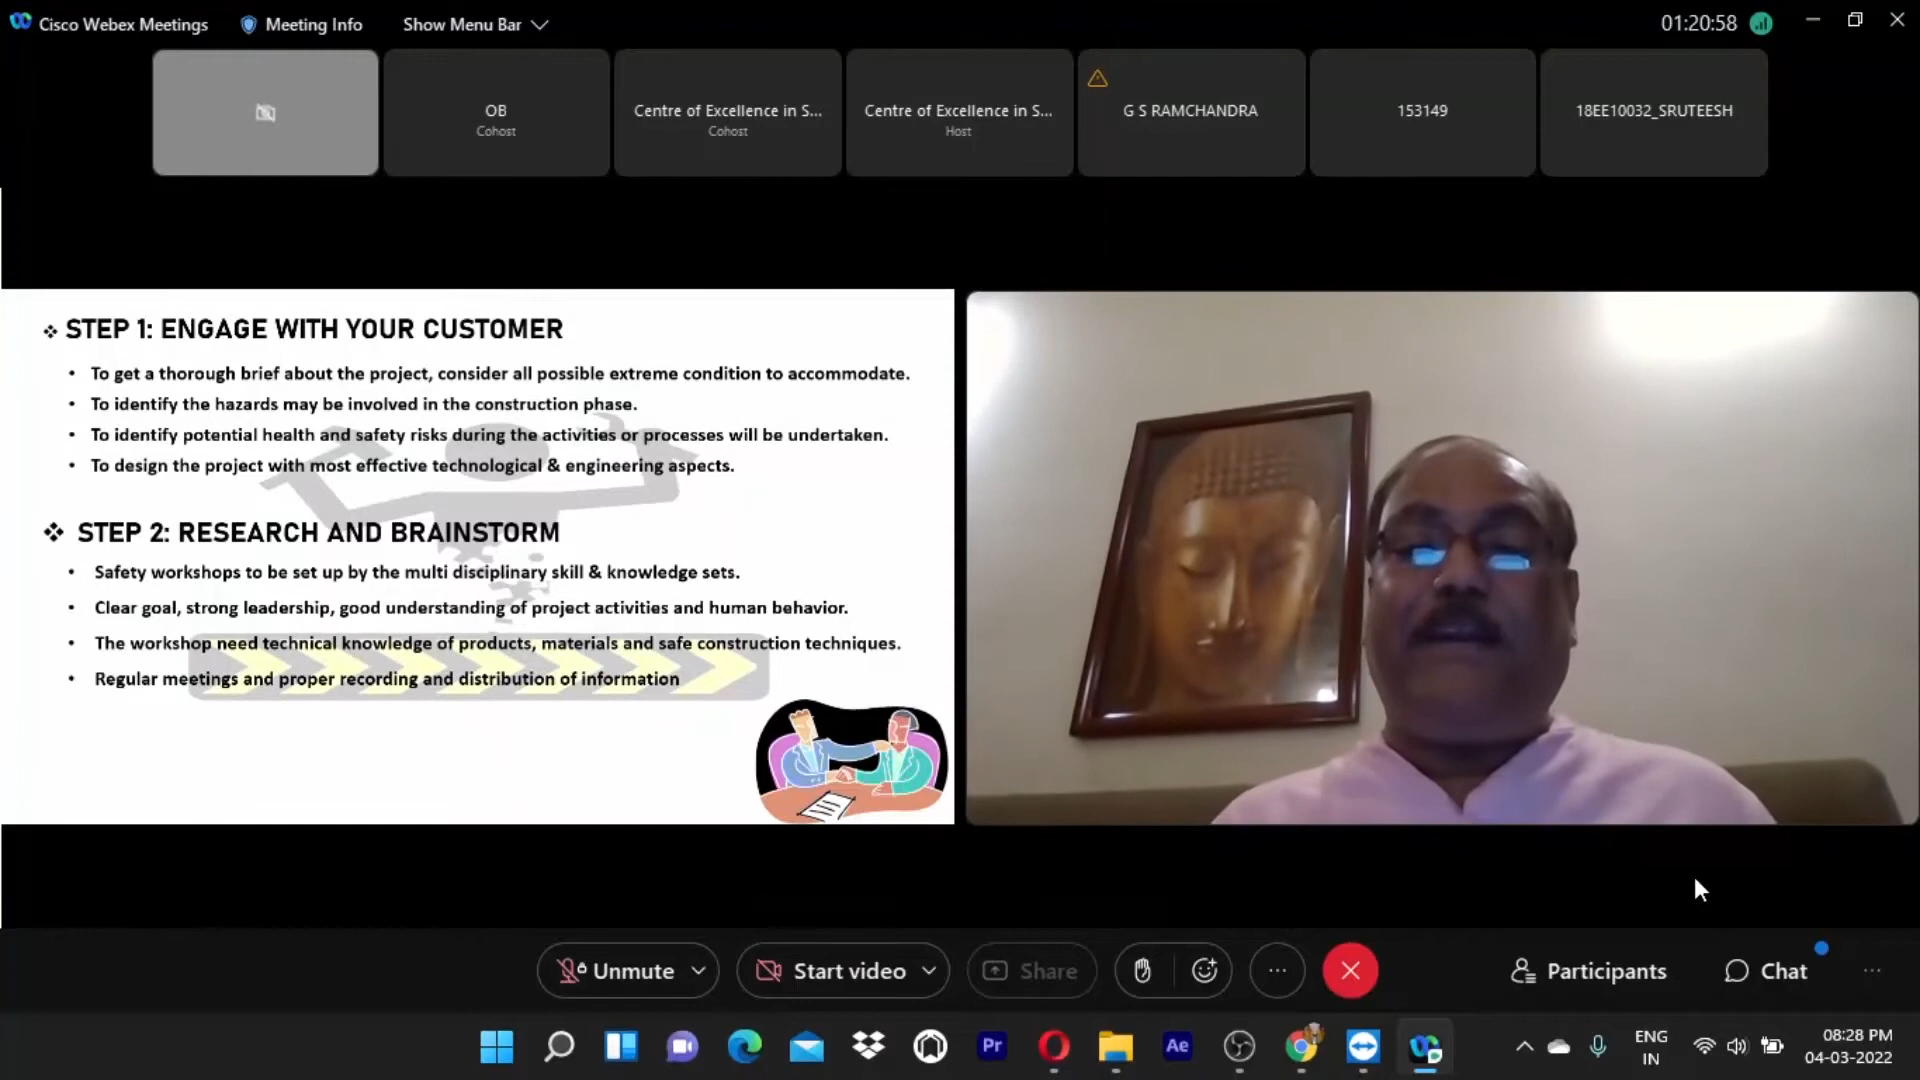 Cisco Webex Meetings
Meeting Info
Show Menu Bar
01:20:58
OB
Cohost
Centre of Excellence in S...
Cohost
Centre of Excellence in S...
Host
G S RAMCHANDRA
153149
18EE10032_SRUTEESH
STEP 1: ENGAGE WITH YOUR CUSTOMER
• To get a thorough brief about the project, consider all possible extreme condition to accommodate.
• To identify the hazards may be involved in the construction phase.
• To identify potential health and safety risks during the activities or processes will be undertaken.
• To design the project with most effective technological & engineering aspects.
STEP 2: RESEARCH AND BRAINSTORM
• Safety workshops to be set up by the multi disciplinary skill & knowledge sets.
• Clear goal, strong leadership, good understanding of project activities and human behavior.
• The workshop need technical knowledge of products, materials and safe construction techniques.
• Regular meetings and proper recording and distribution of information
Unmute
Start video
Share
Participants
Chat
Pr
Ae
ENG
IN
08:28 PM
04-03-2022